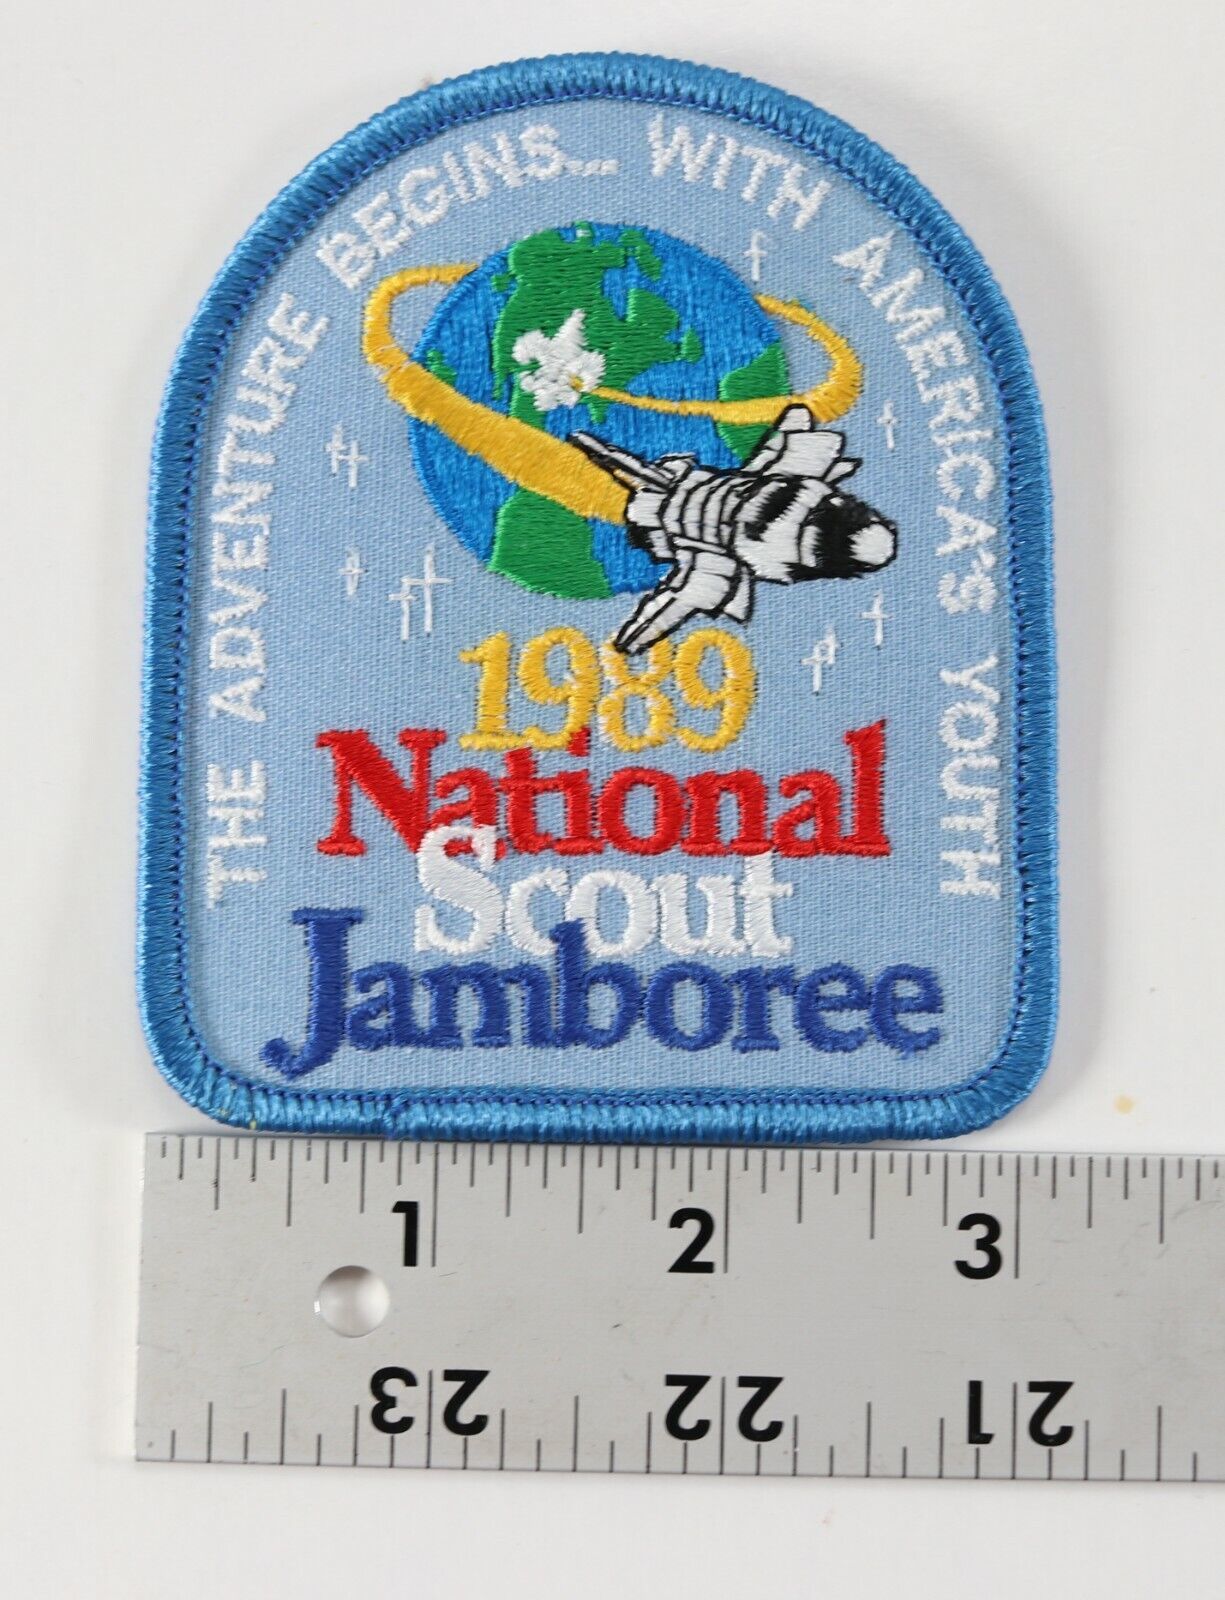 THE ADVENTURE BEGINS... WITH AMERICA'S YOUTH
1989
National
Scout
Jamboree
1 2 3
23 22 21